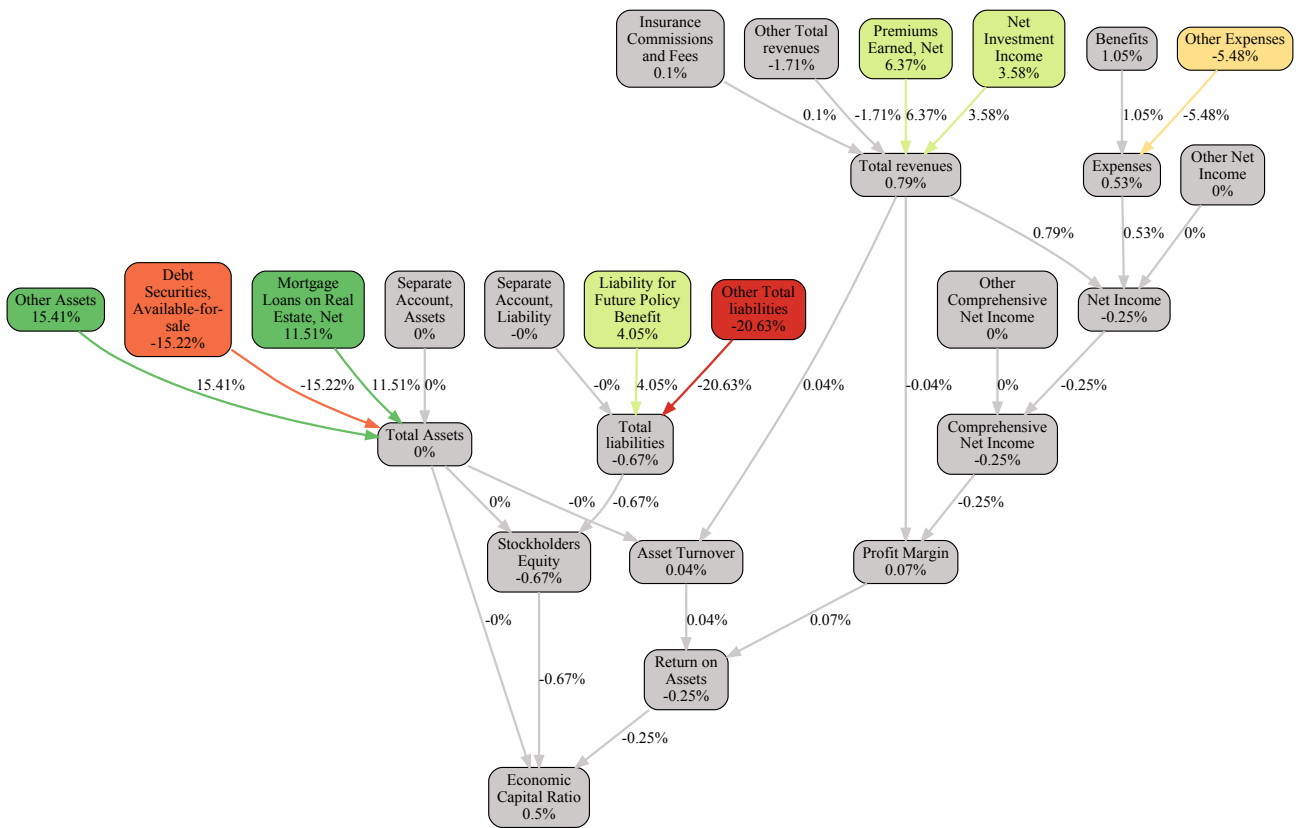 Insurance
Commissions
and Fees
0.1%
Other Total
revenues
-1.71%
Premiums
Earned, Net
6.37%
Net
Investment
Income
3.58%
Benefits
1.05%
Other Expenses
-5.48%
0.1%
-1.71%
6.37%
3.58%
1.05%
-5.48%
Total revenues
0.79%
Expenses
0.53%
Other Net
Income
0%
0.79%
0.53%
0%
Other Assets
15.41%
Debt
Securities,
Available-for-
sale
-15.22%
Mortgage
Loans on Real
Estate, Net
11.51%
Separate
Account,
Assets
0%
Separate
Account,
Liability
-0%
Liability for
Future Policy
Benefit
4.05%
Other Total
liabilities
-20.63%
Other
Comprehensive
Net Income
0%
Net Income
-0.25%
15.41%
-15.22%
11.51%
0%
-0%
4.05%
-20.63%
0.04%
-0.04%
0%
-0.25%
Total Assets
0%
Total
liabilities
-0.67%
Comprehensive
Net Income
-0.25%
0%
-0%
-0.67%
-0.25%
Stockholders
Equity
-0.67%
Asset Turnover
0.04%
Profit Margin
0.07%
-0%
0.04%
0.07%
-0.67%
Return on
Assets
-0.25%
-0.25%
Economic
Capital Ratio
0.5%